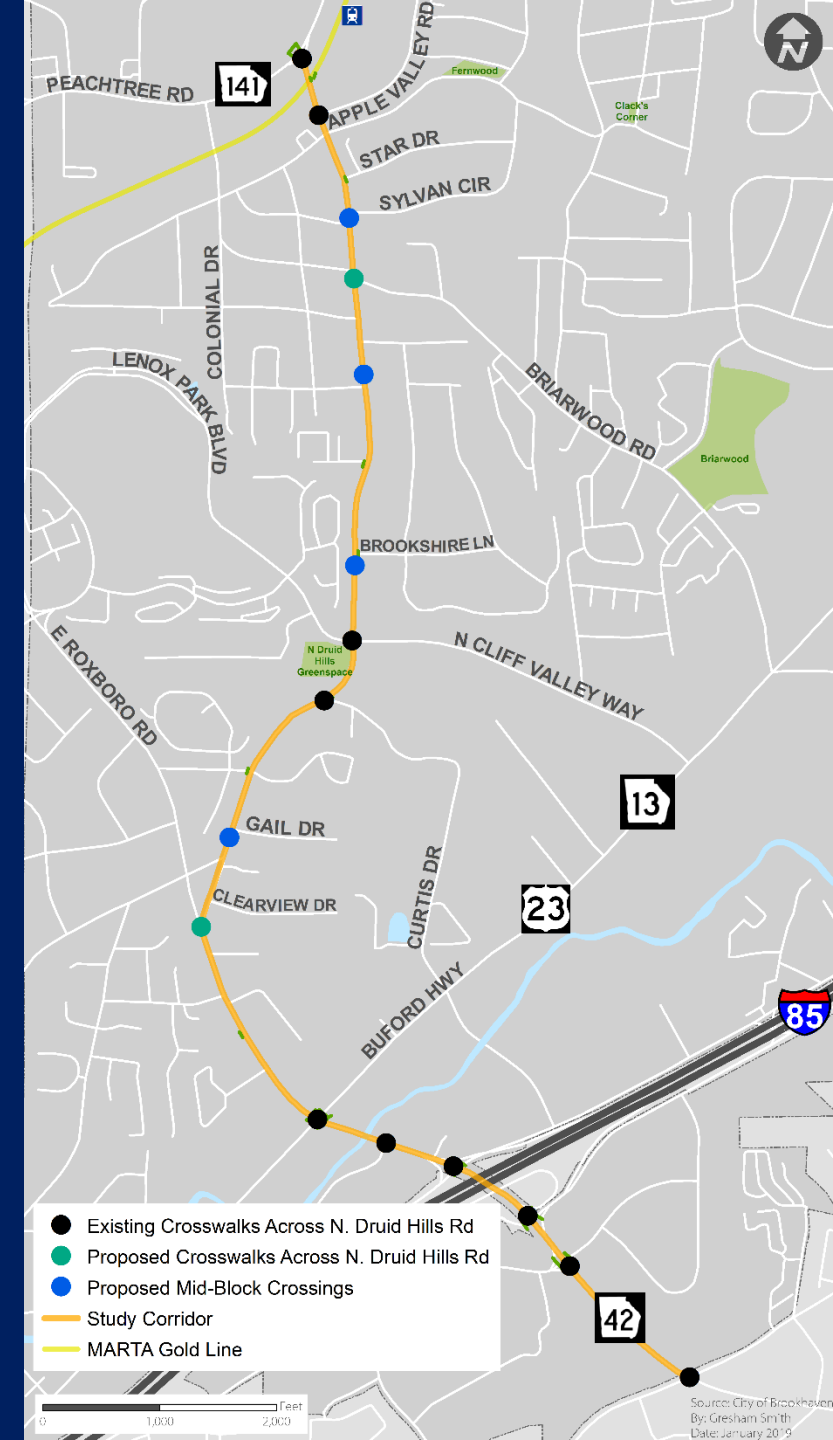 PEACHTREE RD
141
APPLE VALLEY RD
Fernwood
Clack's
Corner
N
STAR DR
SYLVAN CIR
COLONIAL DR
LENOX PARK BLVD
BRIARWOOD RD
Briarwood
BROOKSHIRE LN
N Druid
Hills
Greenspace
N CLIFF VALLEY WAY
E ROXBORO RD
13
GAIL DR
CURTIS DR
CLEARVIEW DR
23
BUFORD HWY
85
Existing Crosswalks Across N. Druid Hills Rd
Proposed Crosswalks Across N. Druid Hills Rd
Proposed Mid-Block Crossings
Study Corridor
MARTA Gold Line
42
Feet
0 1,000 2,000
Source: City of Brookhaven
By: Gresham Smith
Date: January 2019